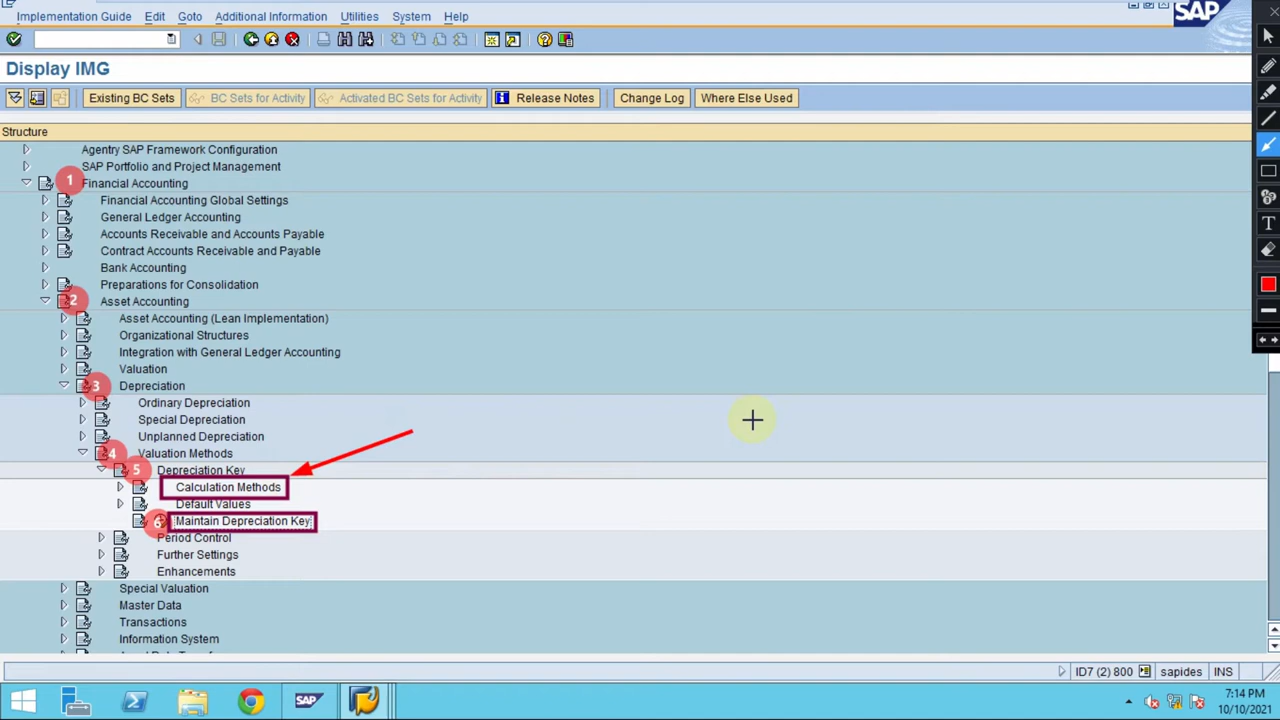 Implementation Guide Edit Goto Additional Information Utilities System Help
SAP
Display IMG
Existing BC Sets BC Sets for Activity Activated BC Sets for Activity Release Notes Change Log Where Else Used
Structure
Agentry SAP Framework Configuration
SAP Portfolio and Project Management
1 Financial Accounting
Financial Accounting Global Settings
General Ledger Accounting
Accounts Receivable and Accounts Payable
Contract Accounts Receivable and Payable
Bank Accounting
Preparations for Consolidation
2 Asset Accounting
Asset Accounting (Lean Implementation)
Organizational Structures
Integration with General Ledger Accounting
Valuation
3 Depreciation
Ordinary Depreciation
Special Depreciation
Unplanned Depreciation
4 Valuation Methods
5 Depreciation Key
Calculation Methods
Default Values
6 Maintain Depreciation Key
Period Control
Further Settings
Enhancements
Special Valuation
Master Data
Transactions
Information System
ID7 (2) 800 sapides INS
SAP
7:14 PM
10/10/2021